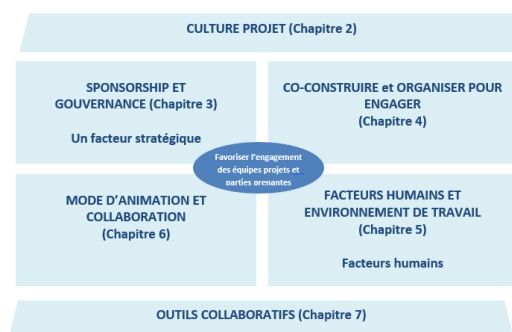 CULTURE PROJET (Chapitre 2)
SPONSORSHIP ET
GOUVERNANCE (Chapitre 3)
Un facteur stratégique
CO-CONSTRUIRE et ORGANISER POUR
ENGAGER
(Chapitre 4)
Favoriser l'engagement
des équipes projets et
parties prenantes
MODE D'ANIMATION ET
COLLABORATION
(Chapitre 6)
FACTEURS HUMAINS ET
ENVIRONNEMENT DE TRAVAIL
(Chapitre 5)
Facteurs humains
OUTILS COLLABORATIFS (Chapitre 7)